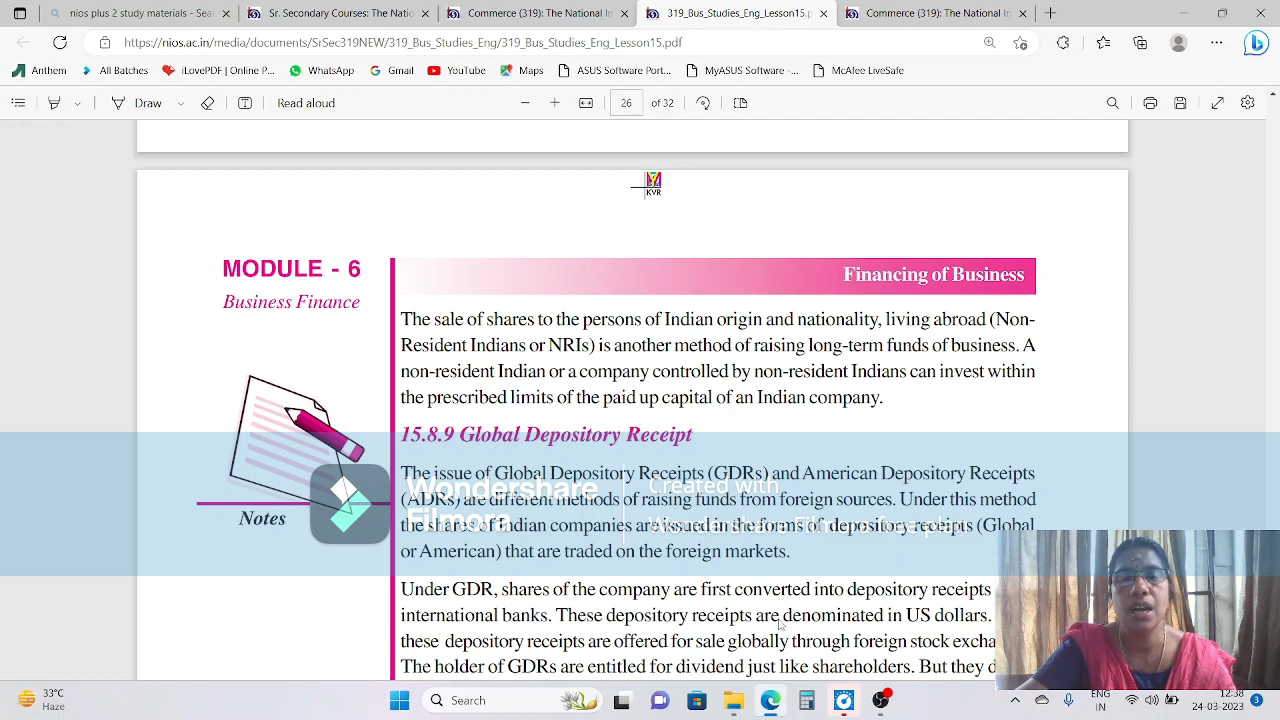 nios plus 2 study materials - Sea
Sr. Secondary Courses: The Nati
Commerce (319): The National In
319_Bus_Studies_Eng_Lesson15.p
Commerce (319): The National In
https://nios.ac.in/media/documents/SrSec319NEW/319_Bus_Studies_Eng/319_Bus_Studies_Eng_Lesson15.pdf
Anthem
All Batches
iLovePDF | Online P...
WhatsApp
Gmail
YouTube
Maps
ASUS Software Port...
MyASUS Software -...
McAfee LiveSafe
Draw
Read aloud
26 of 32
KVR
MODULE - 6
Business Finance
Financing of Business
The sale of shares to the persons of Indian origin and nationality, living abroad (Non-
Resident Indians or NRIs) is another method of raising long-term funds of business. A
non-resident Indian or a company controlled by non-resident Indians can invest within
the prescribed limits of the paid up capital of an Indian company.
15.8.9 Global Depository Receipt
The issue of Global Depository Receipts (GDRs) and American Depository Receipts
(ADRs) are different methods of raising funds from foreign sources. Under this method
the shares of Indian companies are issued in the forms of depository receipts (Global
or American) that are traded on the foreign markets.
Notes
Wondershare
Filmora
Created with
Wondershare Filmora free plan
Under GDR, shares of the company are first converted into depository receipts
international banks. These depository receipts are denominated in US dollars.
these depository receipts are offered for sale globally through foreign stock excha
The holder of GDRs are entitled for dividend just like shareholders. But they d
33°C
Haze
Search
ENG
IN
12:38
24-03-2023
3